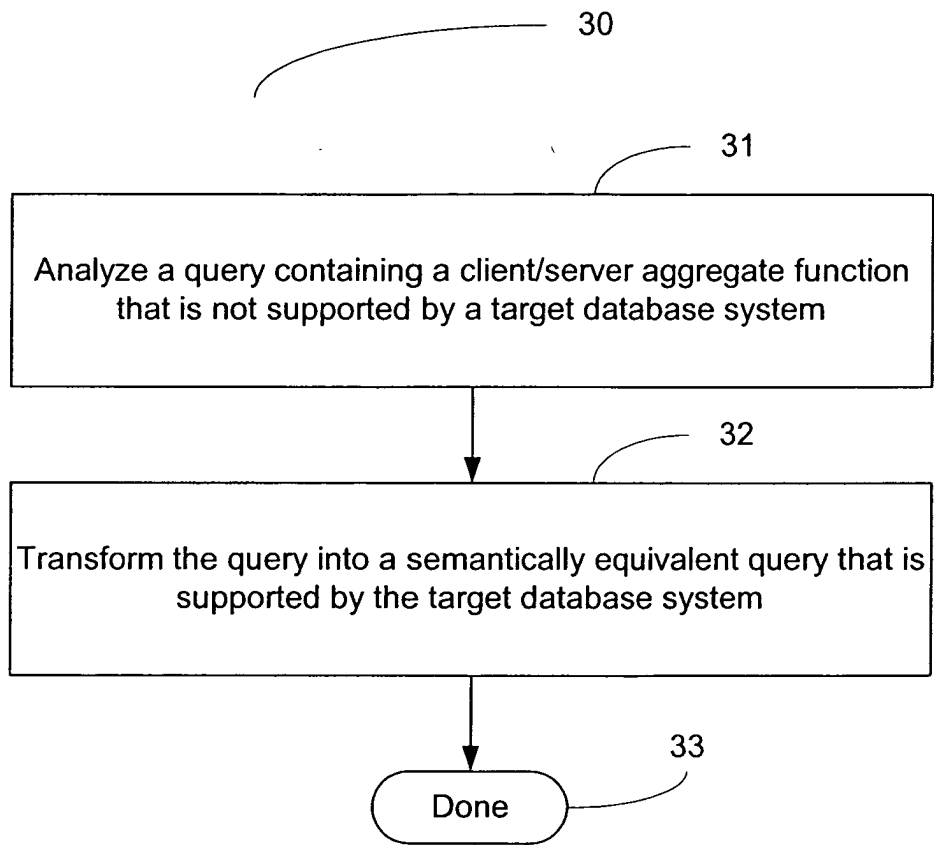 30
31
Analyze a query containing a client/server aggregate function
that is not supported by a target database system
32
Transform the query into a semantically equivalent query that is
supported by the target database system
33
Done